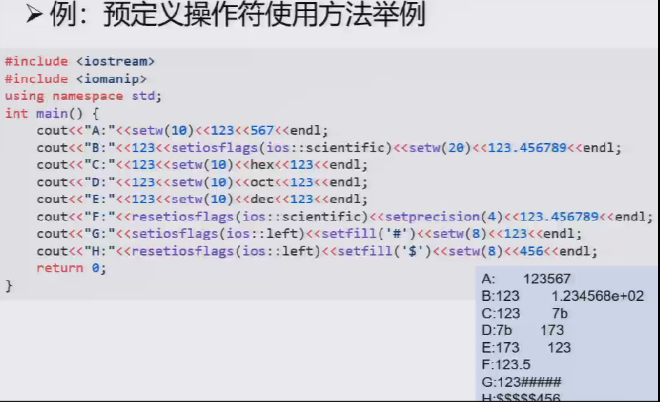 ➢ 例：预定义操作符使用方法举例
#include <iostream>
#include <iomanip>
using namespace std;
int main() {
    cout<<"A:"<<setw(10)<<123<<567<<endl;
    cout<<"B:"<<123<<setiosflags(ios::scientific)<<setw(20)<<123.456789<<endl;
    cout<<"C:"<<123<<setw(10)<<hex<<123<<endl;
    cout<<"D:"<<123<<setw(10)<<oct<<123<<endl;
    cout<<"E:"<<123<<setw(10)<<dec<<123<<endl;
    cout<<"F:"<<resetiosflags(ios::scientific)<<setprecision(4)<<123.456789<<endl;
    cout<<"G:"<<setiosflags(ios::left)<<setfill('#')<<setw(8)<<123<<endl;
    cout<<"H:"<<resetiosflags(ios::left)<<setfill('$')<<setw(8)<<456<<endl;
    return 0;
}
A:       123567
B:123        1.234568e+02
C:123        7b
D:7b       173
E:173       123
F:123.5
G:123#####
H:$$$$$456